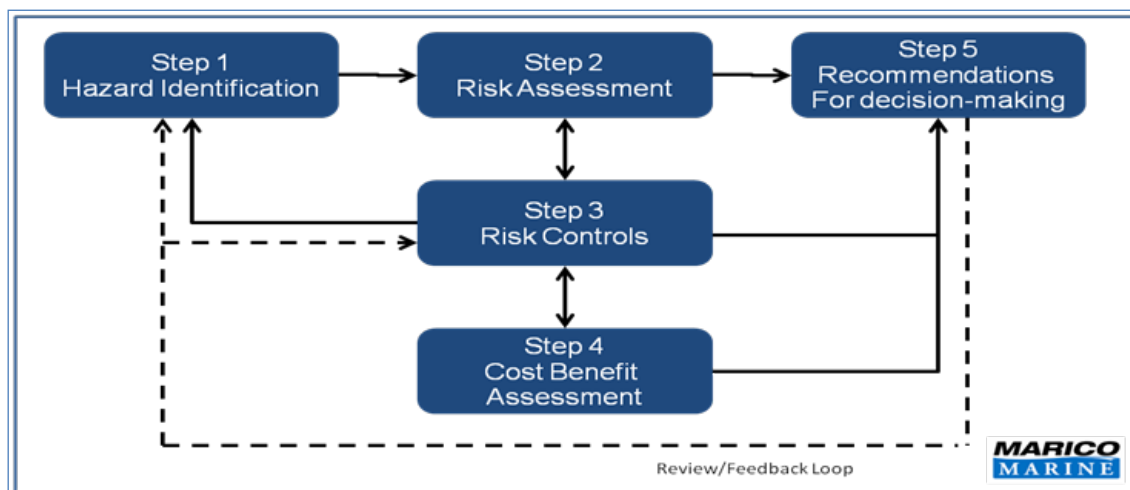 Step 1
Hazard Identification
Step 2
Risk Assessment
Step 5
Recommendations
For decision-making
Step 3
Risk Controls
Step 4
Cost Benefit
Assessment
Review/Feedback Loop
MARICO
MARINE